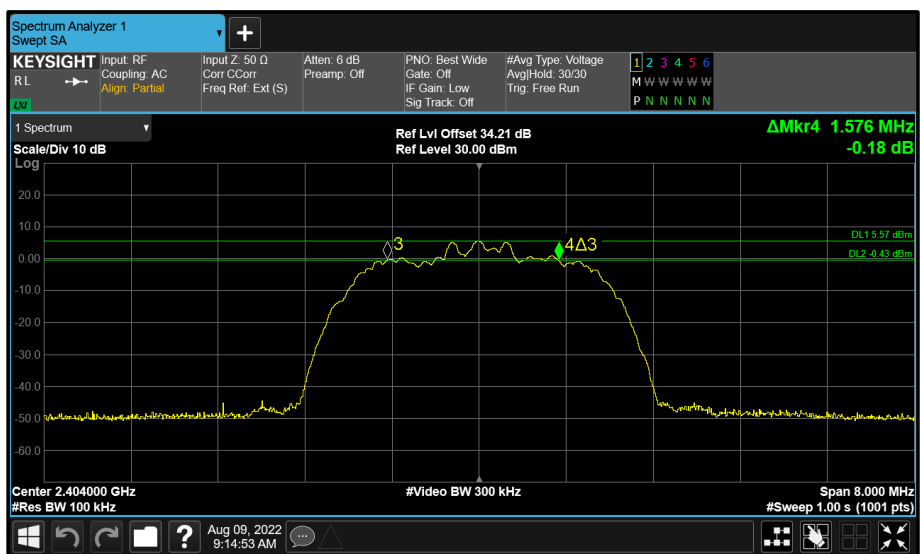 Spectrum Analyzer 1
Swept SA
KEYSIGHT
R L
LXI
Input: RF
Coupling: AC
Align: Partial
Input Z: 50 Ω
Corr CCorr
Freq Ref: Ext (S)
Atten: 6 dB
Preamp: Off
PNO: Best Wide
Gate: Off
IF Gain: Low
Sig Track: Off
#Avg Type: Voltage
Avg|Hold: 30/30
Trig: Free Run
1 2 3 4 5 6
M W W W W W
P N N N N N
1 Spectrum
Scale/Div 10 dB
Log
Ref Lvl Offset 34.21 dB
Ref Level 30.00 dBm
ΔMkr4 1.576 MHz
-0.18 dB
20.0
10.0
0.00
-10.0
-20.0
-30.0
-40.0
-50.0
-60.0
3
4Δ3
DL1 5.57 dBm
DL2 -0.43 dBm
Center 2.404000 GHz
#Res BW 100 kHz
#Video BW 300 kHz
Span 8.000 MHz
#Sweep 1.00 s (1001 pts)
?
Aug 09, 2022
9:14:53 AM